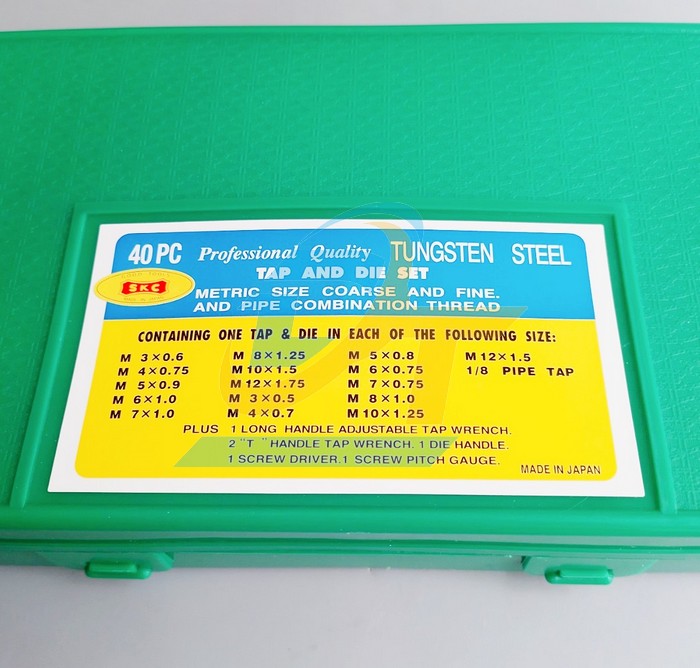 40 PC Professional Quality TUNGSTEN STEEL
TAP AND DIE SET
SKC
METRIC SIZE COARSE AND FINE.
AND PIPE COMBINATION THREAD
CONTAINING ONE TAP & DIE IN EACH OF THE FOLLOWING SIZE:
M 3×0.6 M 8×1.25 M 5×0.8 M12×1.5
M 4×0.75 M10×1.5 M 6×0.75 1/8 PIPE TAP
M 5×0.9 M12×1.75 M 7×0.75
M 6×1.0 M 3×0.5 M 8×1.0
M 7×1.0 M 4×0.7 M10×1.25
PLUS 1 LONG HANDLE ADJUSTABLE TAP WRENCH.
2 "T" HANDLE TAP WRENCH. 1 DIE HANDLE.
1 SCREW DRIVER.1 SCREW PITCH GAUGE.
MADE IN JAPAN